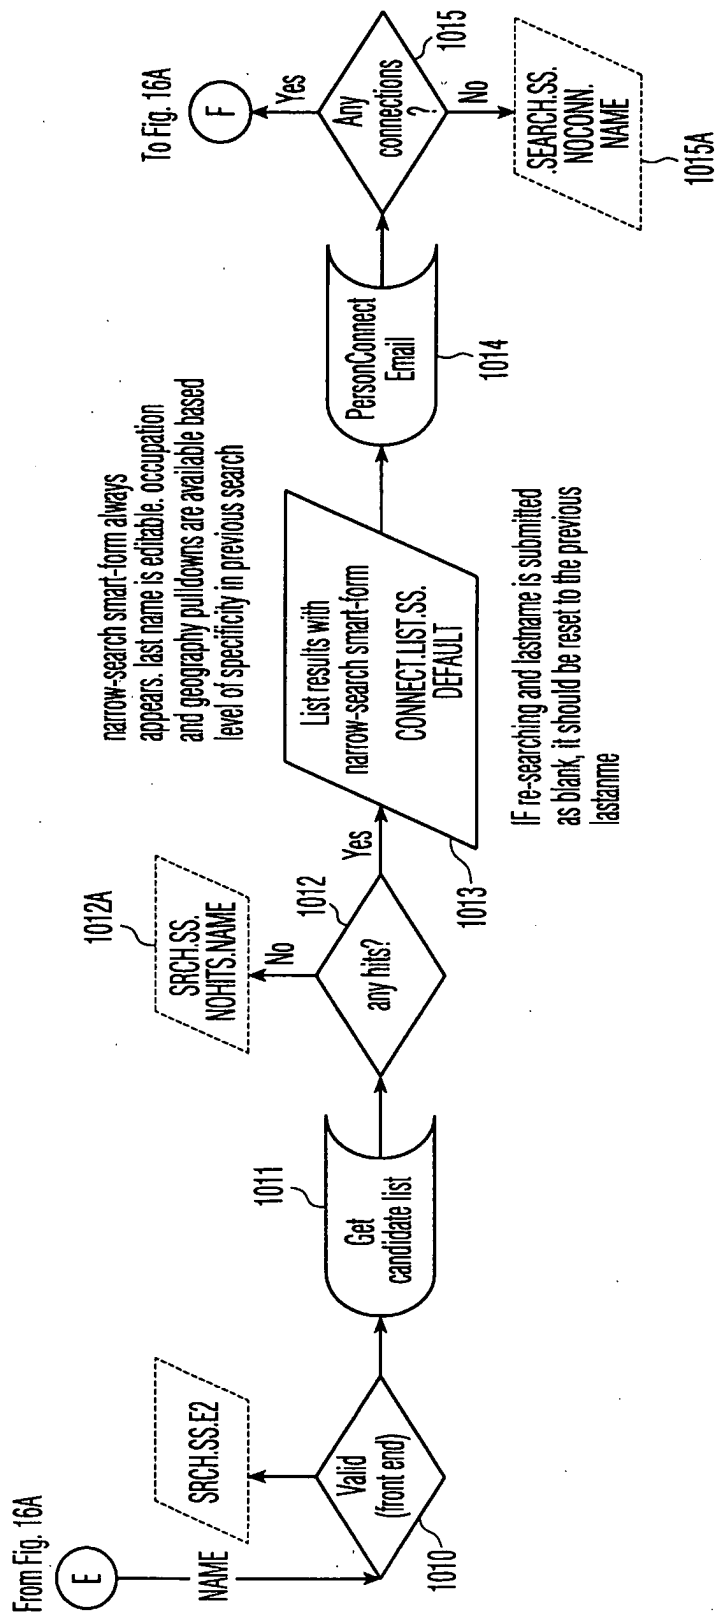 From Fig. 16A
E
NAME
Valid
(front end)
1010
SRCH.SS.E2
Get
candidate list
1011
any hits?
1012
No
SRCH.SS.
NOHITS.NAME
1012A
Yes
List results with
narrow-search smart-form
CONNECT.LIST.SS.
DEFAULT
1013
narrow-search smart-form always
appears. last name is editable. occupation
and geography pulldowns are available based
level of specificity in previous search
IF re-searching and lastname is submitted
as blank, it should be reset to the previous
lastanme
PersonConnect
Email
1014
Any
connections
?
1015
Yes
F
To Fig. 16A
No
.SEARCH.SS.
NOCONN.
NAME
1015A